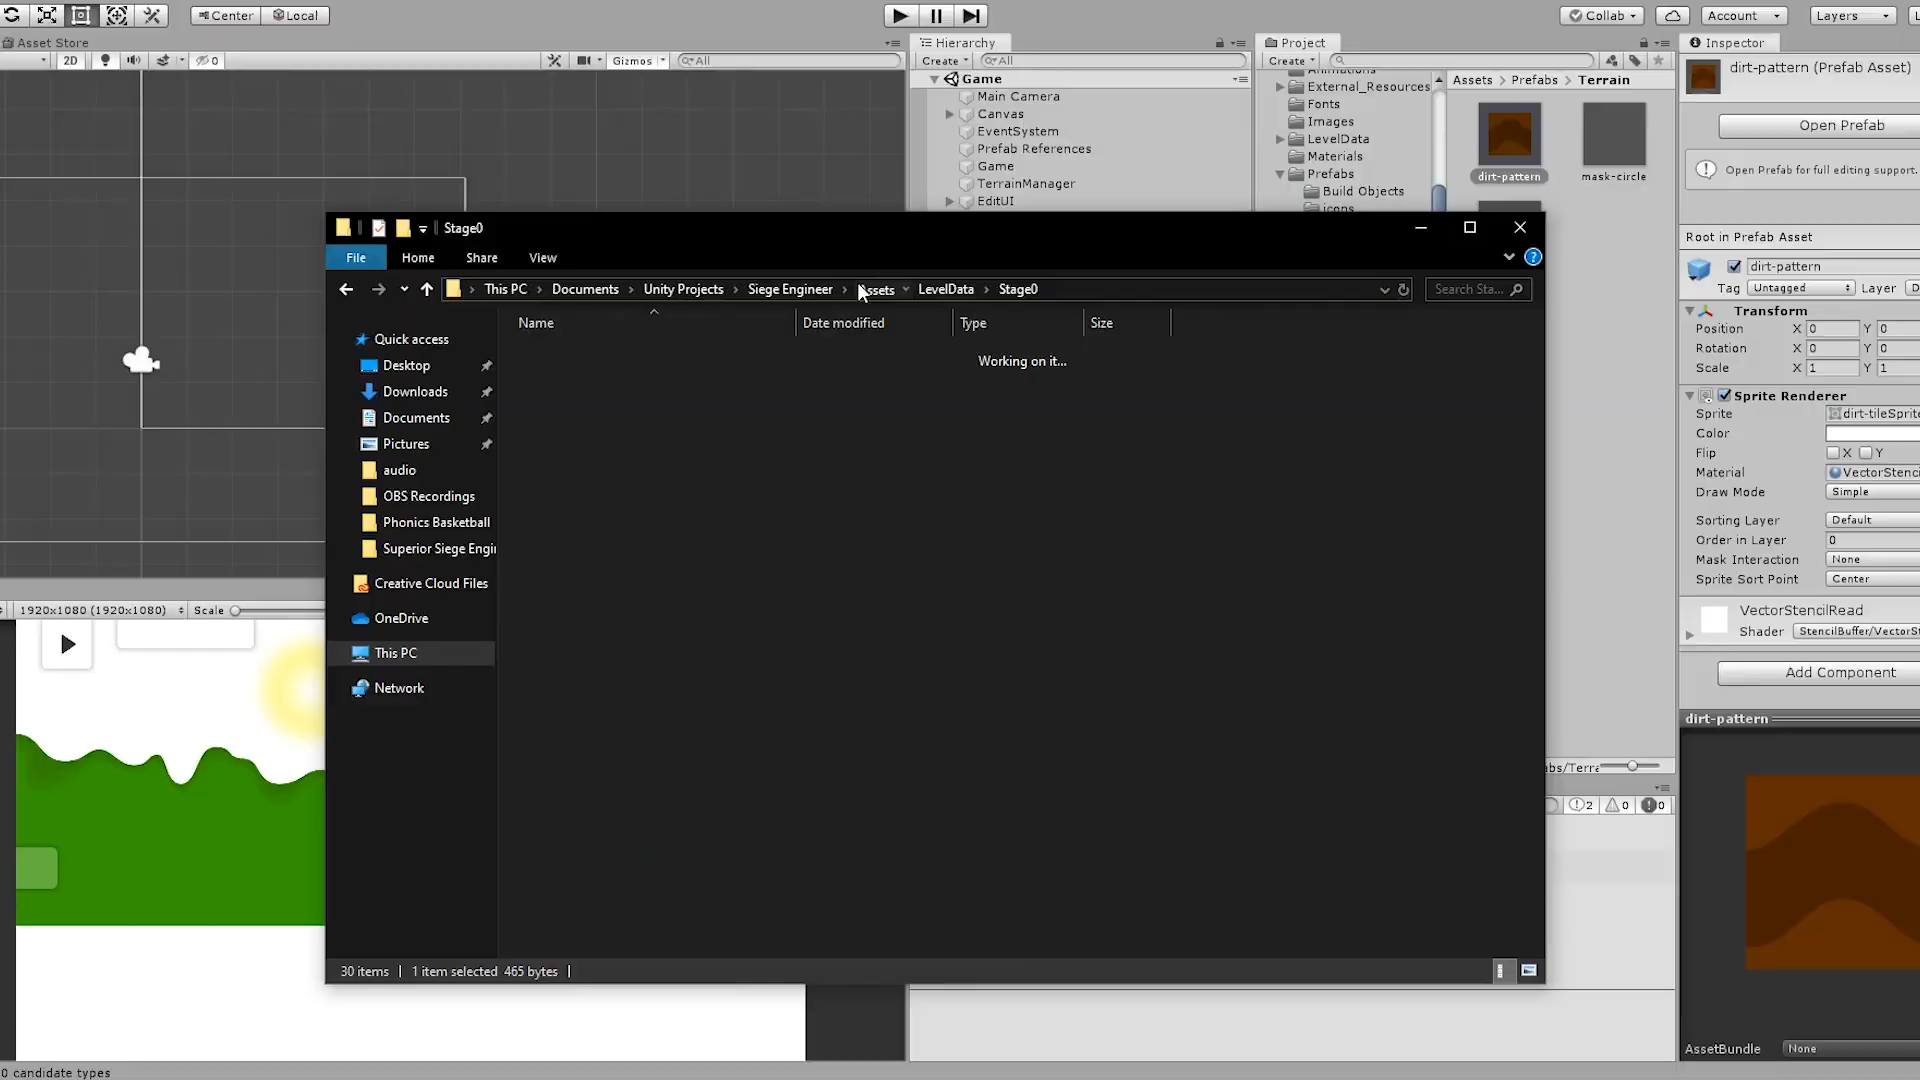 Center
Local
Collab
Account
Layers
Asset Store
Hierarchy
Project
Inspector
2D
0
Gizmos
All
Create
All
Create
Game
Main Camera
Canvas
EventSystem
Prefab References
Game
TerrainManager
EditUI
External_Resources
Fonts
Images
LevelData
Materials
Prefabs
Build Objects
icons
Assets > Prefabs > Terrain
dirt-pattern
mask-circle
dirt-pattern (Prefab Asset)
Open Prefab
Open Prefab for full editing support.
Root in Prefab Asset
dirt-pattern
Tag Untagged Layer D
Transform
Position X 0 Y 0
Rotation X 0 Y 0
Scale X 1 Y 1
Sprite Renderer
Sprite dirt-tileSprite
Color
Flip X Y
Material VectorStenci
Draw Mode Simple
Sorting Layer Default
Order in Layer 0
Mask Interaction None
Sprite Sort Point Center
VectorStencilRead
Shader StencilBuffer/VectorSt
Add Component
dirt-pattern
AssetBundle None
Stage0
File Home Share View
This PC > Documents > Unity Projects > Siege Engineer > Assets LevelData > Stage0
Search Sta...
Name Date modified Type Size
Working on it...
Quick access
Desktop
Downloads
Documents
Pictures
audio
OBS Recordings
Phonics Basketball
Superior Siege Engi
Creative Cloud Files
OneDrive
This PC
Network
30 items 1 item selected 465 bytes
1920x1080 (1920x1080) Scale
abs/Terra
2 0 0
0 candidate types